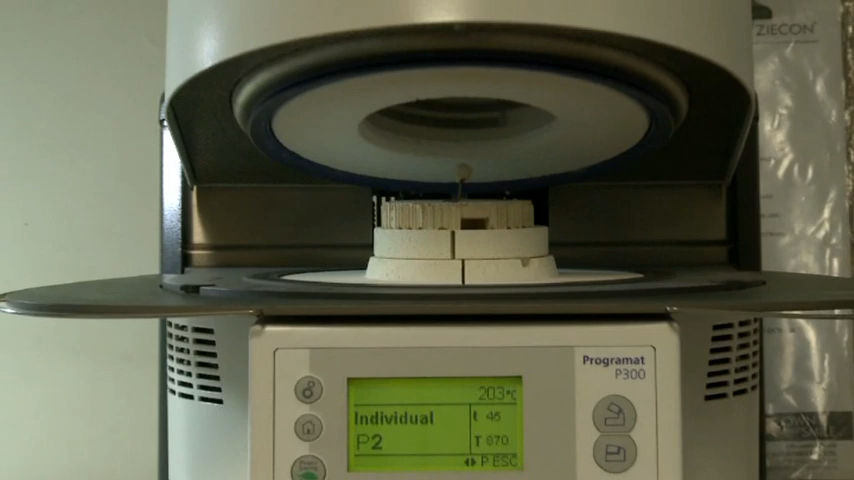 ZIECON
Programat
P300
203°C
Individual
t 45
P2
T 870
P ESC